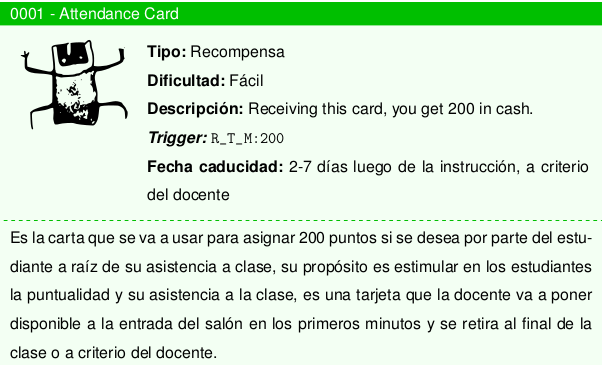 0001 - Attendance Card
Tipo: Recompensa
Dificultad: Fácil
Descripción: Receiving this card, you get 200 in cash.
Trigger: R_T_M:200
Fecha caducidad: 2-7 días luego de la instrucción, a criterio
del docente
Es la carta que se va a usar para asignar 200 puntos si se desea por parte del estu-
diante a raíz de su asistencia a clase, su propósito es estimular en los estudiantes
la puntualidad y su asistencia a la clase, es una tarjeta que la docente va a poner
disponible a la entrada del salón en los primeros minutos y se retira al final de la
clase o a criterio del docente.